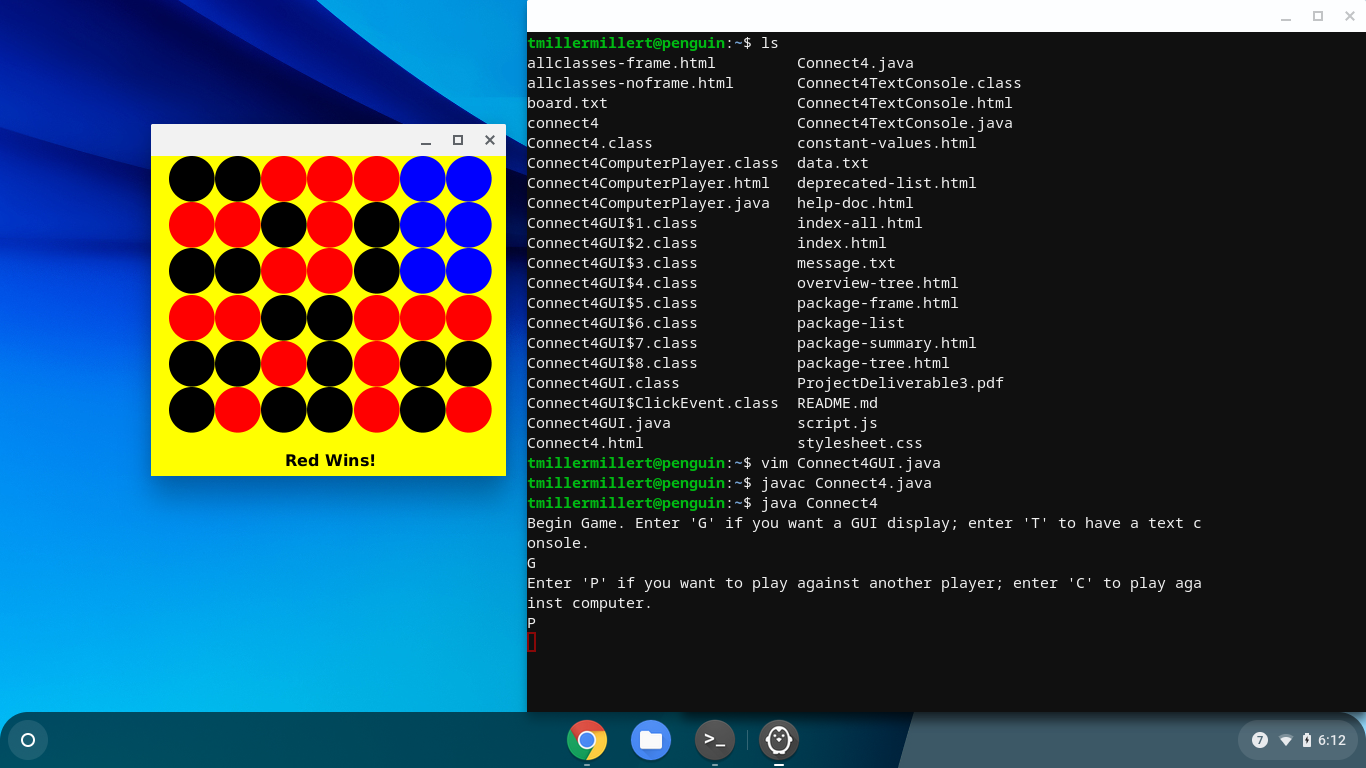 tmillermillert@penguin:~$ ls
allclasses-frame.html Connect4.java
allclasses-noframe.html Connect4TextConsole.class
board.txt Connect4TextConsole.html
connect4 Connect4TextConsole.java
Connect4.class constant-values.html
Connect4ComputerPlayer.class data.txt
Connect4ComputerPlayer.html deprecated-list.html
Connect4ComputerPlayer.java help-doc.html
Connect4GUI$1.class index-all.html
Connect4GUI$2.class index.html
Connect4GUI$3.class message.txt
Connect4GUI$4.class overview-tree.html
Connect4GUI$5.class package-frame.html
Connect4GUI$6.class package-list
Connect4GUI$7.class package-summary.html
Connect4GUI$8.class package-tree.html
Connect4GUI.class ProjectDeliverable3.pdf
Connect4GUI$ClickEvent.class README.md
Connect4GUI.java script.js
Connect4.html stylesheet.css
tmillermillert@penguin:~$ vim Connect4GUI.java
tmillermillert@penguin:~$ javac Connect4.java
tmillermillert@penguin:~$ java Connect4
Begin Game. Enter 'G' if you want a GUI display; enter 'T' to have a text c
onsole.
G
Enter 'P' if you want to play against another player; enter 'C' to play aga
inst computer.
P
Red Wins!
>_
7 6:12